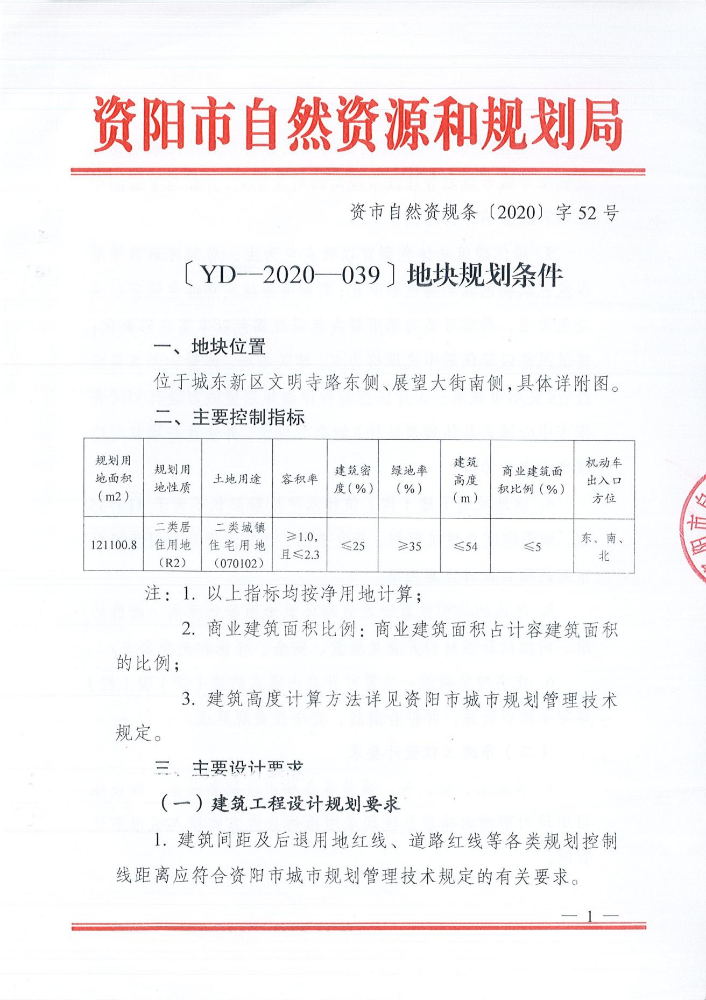 资阳市自然资源和规划局
资市自然资规条〔2020〕字 52 号
〔YD—2020—039〕地块规划条件
一、地块位置
位于城东新区文明寺路东侧、展望大街南侧,具体详附图。
二、主要控制指标
规划用地面积（m2） 规划用地性质 土地用途 容积率 建筑密度(%) 绿地率（%） 建筑高度（m） 商业建筑面积比例（%） 机动车出入口方位
121100.8 二类居住用地（R2） 二类城镇住宅用地（070102） ≥1.0,且≤2.3 ≤25 ≥35 ≤54 ≤5 东、南、北
注：1. 以上指标均按净用地计算；
2. 商业建筑面积比例：商业建筑面积占计容建筑面积
的比例；
3. 建筑高度计算方法详见资阳市城市规划管理技术
规定。
三、主要设计要求
（一）建筑工程设计规划要求
1. 建筑间距及后退用地红线、道路红线等各类规划控制
线距离应符合资阳市城市规划管理技术规定的有关要求。
— 1 —
阳市自